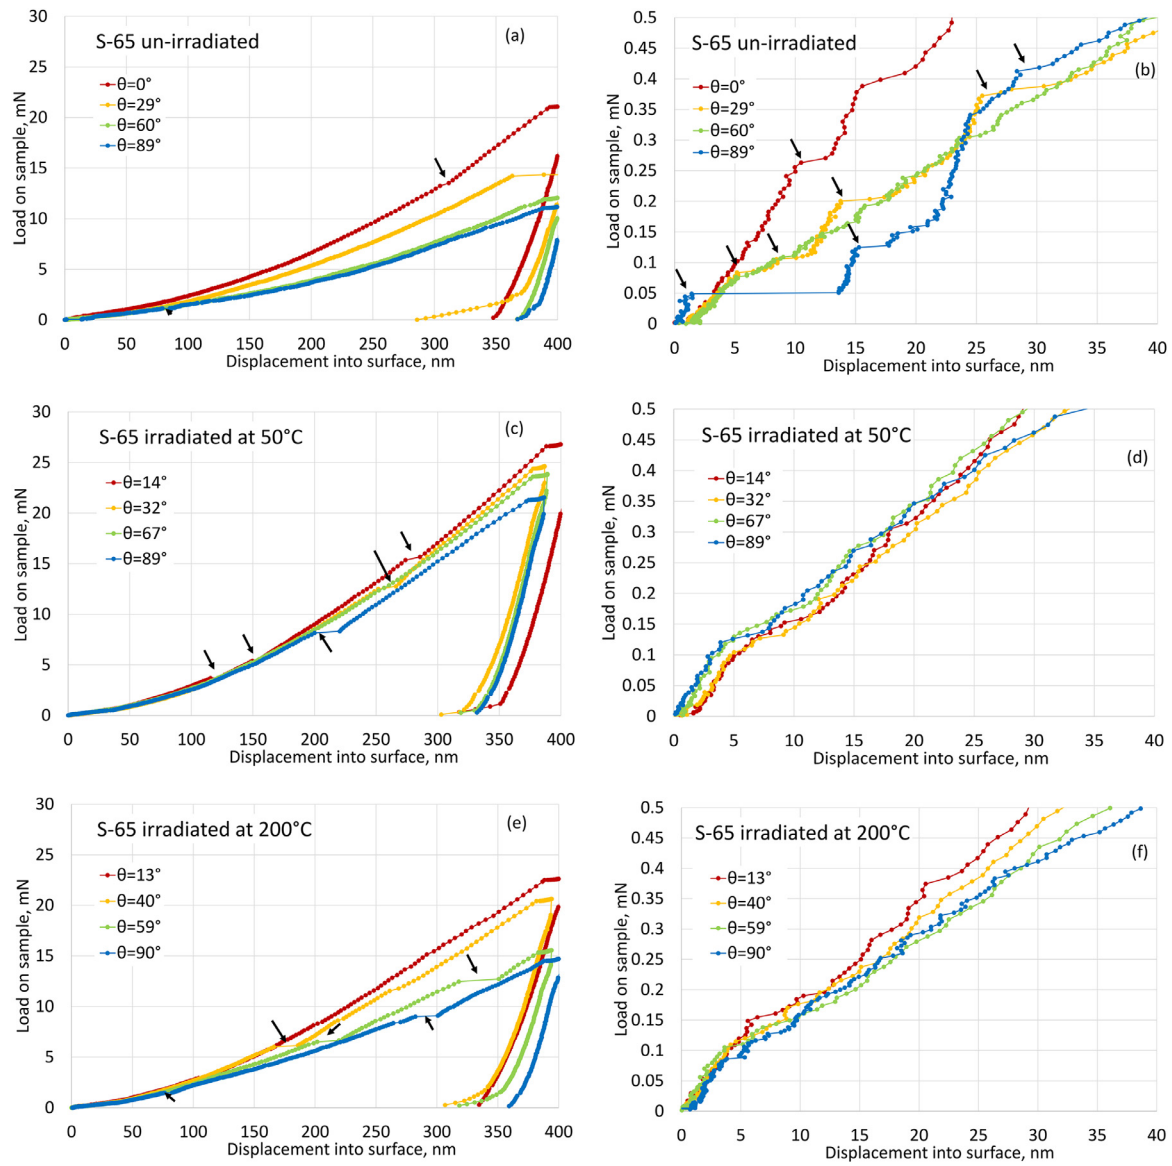 S-65 un-irradiated
(a)
θ=0°
θ=29°
θ=60°
θ=89°
Load on sample, mN
30
25
20
15
10
5
0
0 50 100 150 200 250 300 350 400
Displacement into surface, nm
S-65 un-irradiated
(b)
θ=0°
θ=29°
θ=60°
θ=89°
Load on sample, mN
0.5
0.45
0.4
0.35
0.3
0.25
0.2
0.15
0.1
0.05
0
0 5 10 15 20 25 30 35 40
Displacement into surface, nm
S-65 irradiated at 50°C
(c)
θ=14°
θ=32°
θ=67°
θ=89°
Load on sample, mN
30
25
20
15
10
5
0
0 50 100 150 200 250 300 350 400
Displacement into surface, nm
S-65 irradiated at 50°C
(d)
θ=14°
θ=32°
θ=67°
θ=89°
Load on sample, mN
0.5
0.45
0.4
0.35
0.3
0.25
0.2
0.15
0.1
0.05
0
0 5 10 15 20 25 30 35 40
Displacement into surface, nm
S-65 irradiated at 200°C
(e)
θ=13°
θ=40°
θ=59°
θ=90°
Load on sample, mN
30
25
20
15
10
5
0
0 50 100 150 200 250 300 350 400
Displacement into surface, nm
S-65 irradiated at 200°C
(f)
θ=13°
θ=40°
θ=59°
θ=90°
Load on sample, mN
0.5
0.45
0.4
0.35
0.3
0.25
0.2
0.15
0.1
0.05
0
0 5 10 15 20 25 30 35 40
Displacement into surface, nm